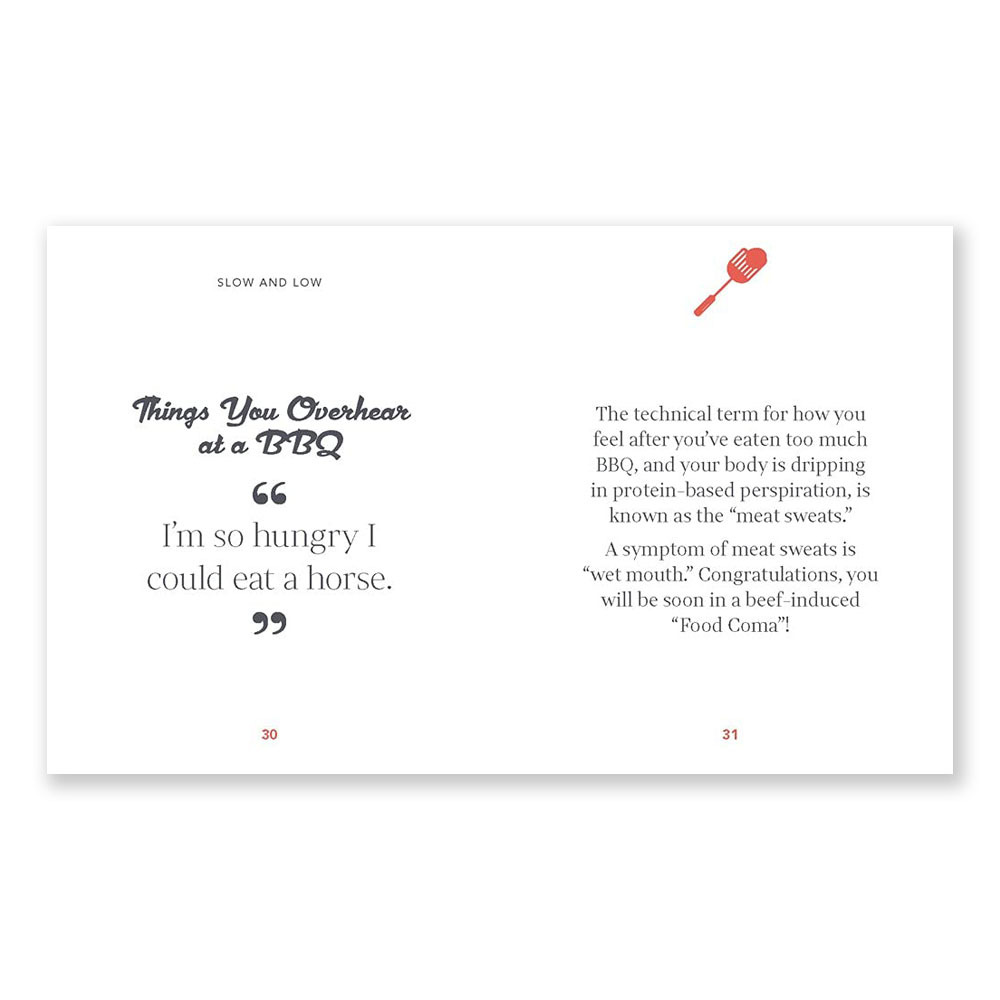 SLOW AND LOW
Things You Overhear
at a BBQ
“
I’m so hungry I
could eat a horse.
”
30
The technical term for how you
feel after you’ve eaten too much
BBQ, and your body is dripping
in protein-based perspiration, is
known as the “meat sweats.”
A symptom of meat sweats is
“wet mouth.” Congratulations, you
will be soon in a beef-induced
“Food Coma”!
31